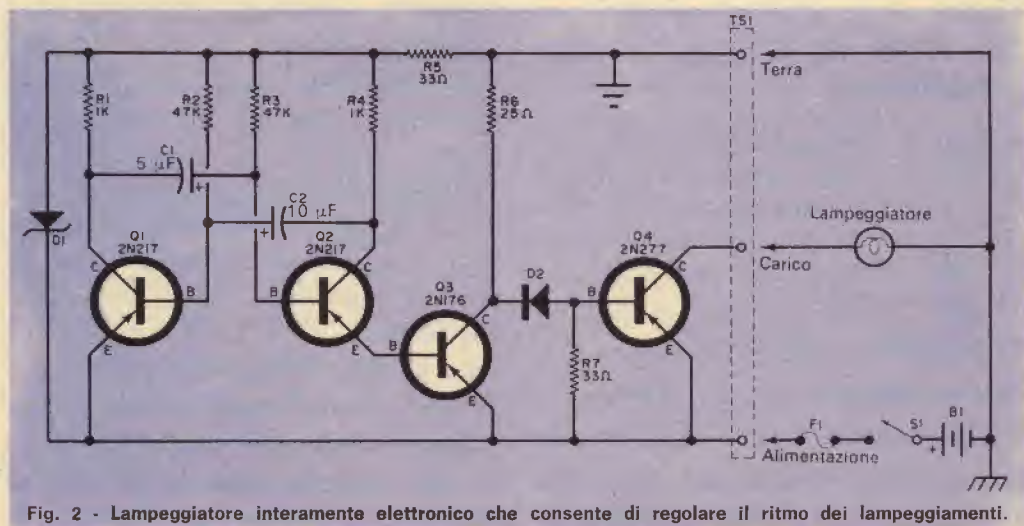 TS1
Terra
R1
1K
R2
47K
R3
47K
R4
1K
R5
33Ω
R6
25Ω
C1
5 µF
+
C2
10 µF
+
Lampeggiatore
D1
Q1
2N217
C
B
E
Q2
2N217
C
B
E
Q3
2N176
C
B
E
D2
R7
33Ω
Q4
2N277
C
B
E
Carico
F1
S1
B1
+
Alimentazione
Fig. 2 - Lampeggiatore interamente elettronico che consente di regolare il ritmo dei lampeggiamenti.